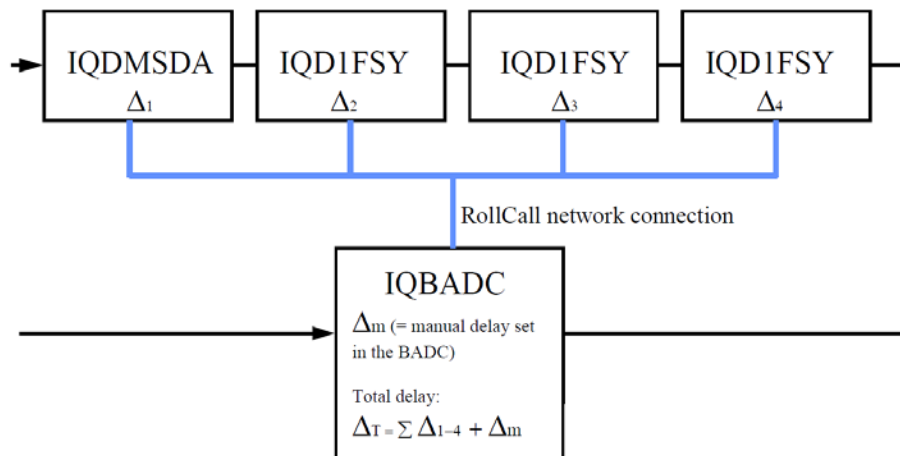 IQDMSDA
Δ1
IQD1FSY
Δ2
IQD1FSY
Δ3
IQD1FSY
Δ4
RollCall network connection
IQBADC
Δm (= manual delay set
in the BADC)
Total delay:
ΔT = ∑ Δ1−4 + Δm